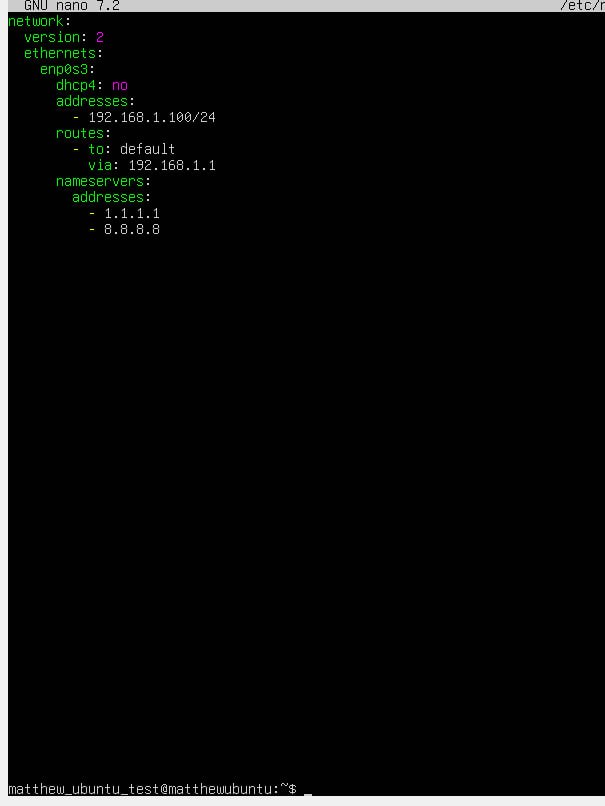 GNU nano 7.2 /etc/
network:
  version: 2
  ethernets:
    enp0s3:
      dhcp4: no
      addresses:
        - 192.168.1.100/24
      routes:
        - to: default
          via: 192.168.1.1
      nameservers:
        addresses:
          - 1.1.1.1
          - 8.8.8.8
matthew_ubuntu_test@matthewubuntu:~$ _